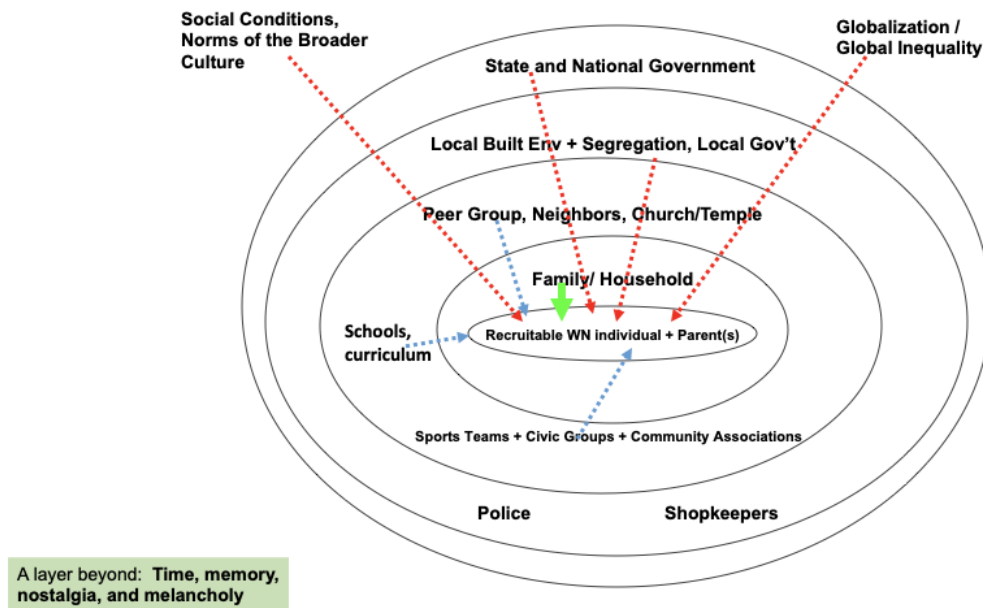 Social Conditions,
Norms of the Broader
Culture
Globalization /
Global Inequality
State and National Government
Local Built Env + Segregation, Local Gov't
Peer Group, Neighbors, Church/Temple
Family/ Household
Schools,
curriculum
Recruitable WN individual + Parent(s)
Sports Teams + Civic Groups + Community Associations
Police
Shopkeepers
A layer beyond: Time, memory,
nostalgia, and melancholy